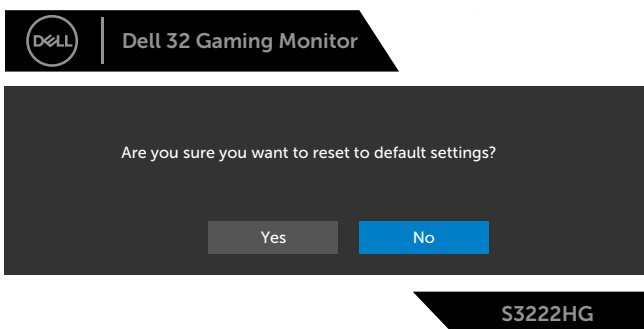 DELL
Dell 32 Gaming Monitor
Are you sure you want to reset to default settings?
Yes No
S3222HG